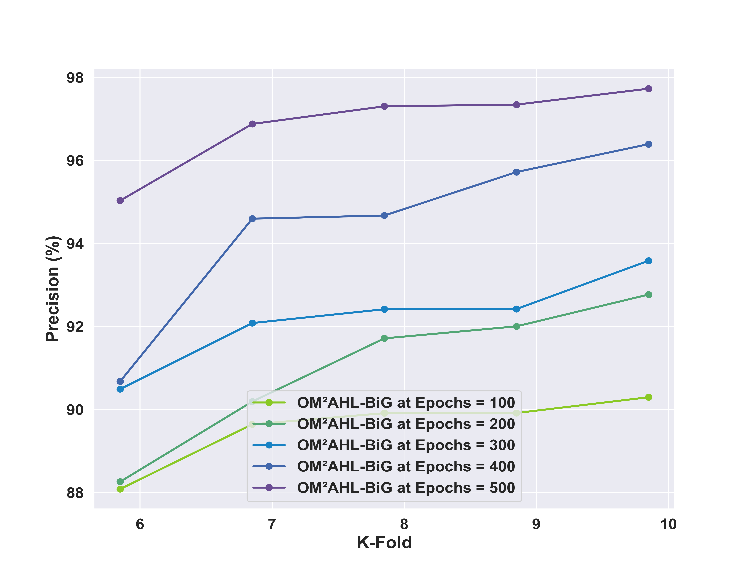 98
96
94
92
90
88
Precision (%)
OM²AHL-BiG at Epochs = 100
OM²AHL-BiG at Epochs = 200
OM²AHL-BiG at Epochs = 300
OM²AHL-BiG at Epochs = 400
OM²AHL-BiG at Epochs = 500
6 7 8 9 10
K-Fold